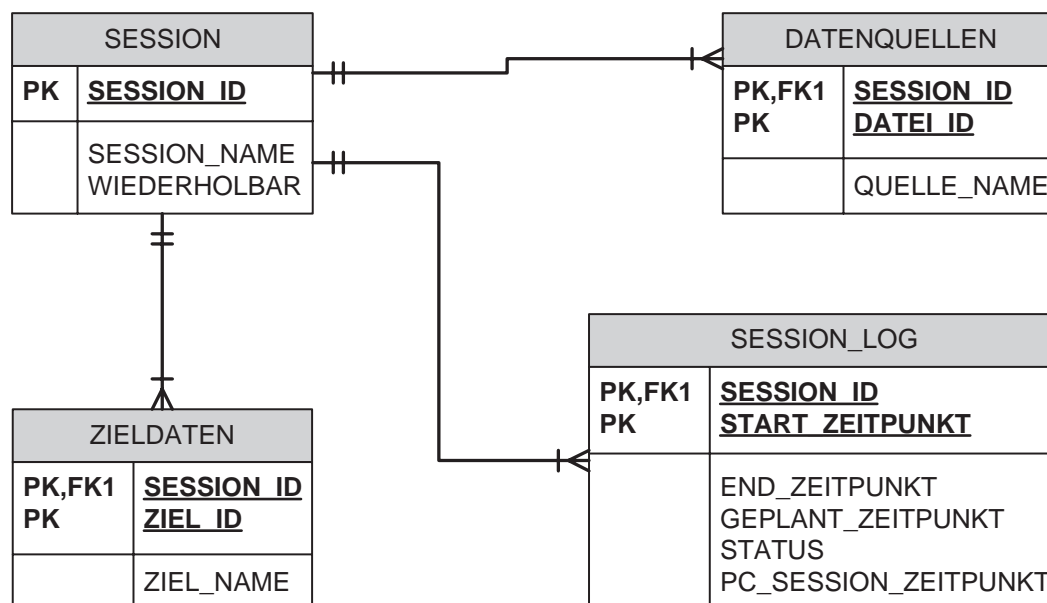 SESSION
PK SESSION_ID
SESSION_NAME
WIEDERHOLBAR
DATENQUELLEN
PK,FK1 SESSION_ID
PK DATEI_ID
QUELLE_NAME
ZIELDATEN
PK,FK1 SESSION_ID
PK ZIEL_ID
ZIEL_NAME
SESSION_LOG
PK,FK1 SESSION_ID
PK START_ZEITPUNKT
END_ZEITPUNKT
GEPLANT_ZEITPUNKT
STATUS
PC_SESSION_ZEITPUNKT